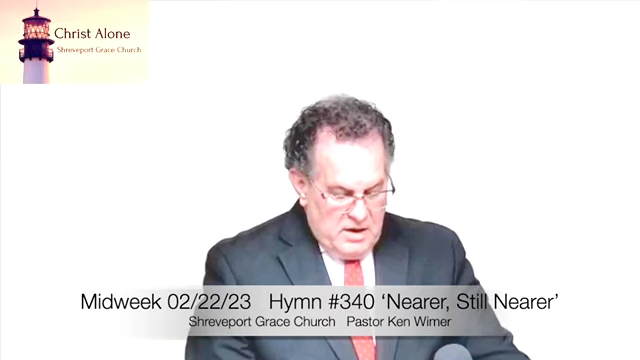 Christ Alone
Shreveport Grace Church
Midweek 02/22/23 Hymn #340 ‘Nearer, Still Nearer’
Shreveport Grace Church Pastor Ken Wimer